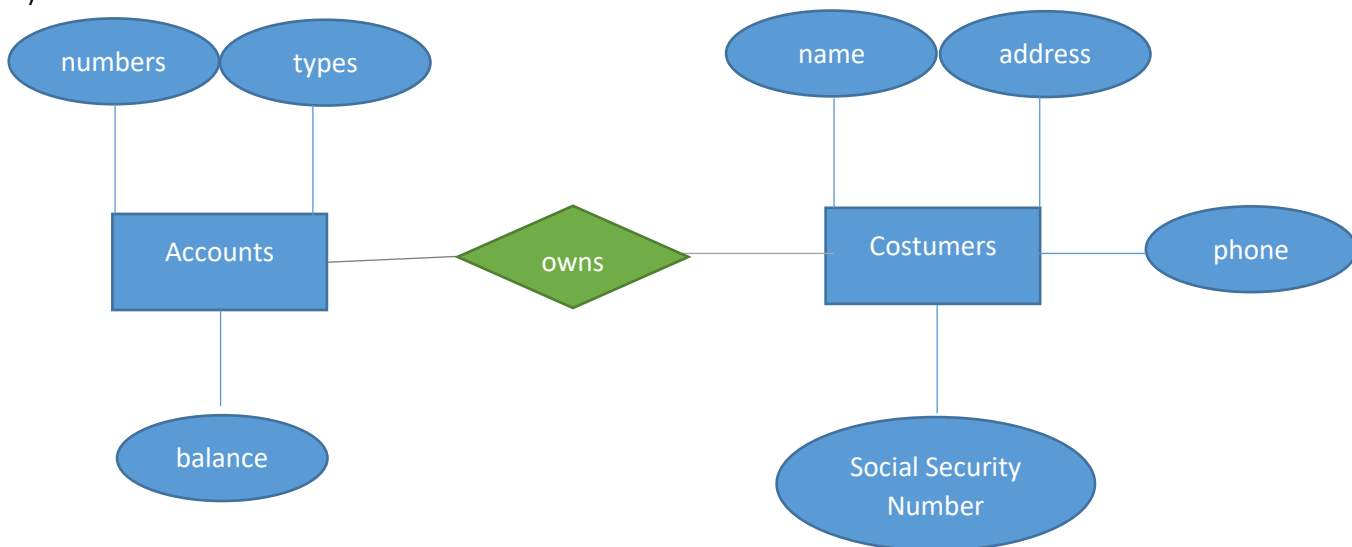 numbers
types
name
address
Accounts
owns
Costumers
phone
balance
Social Security
Number